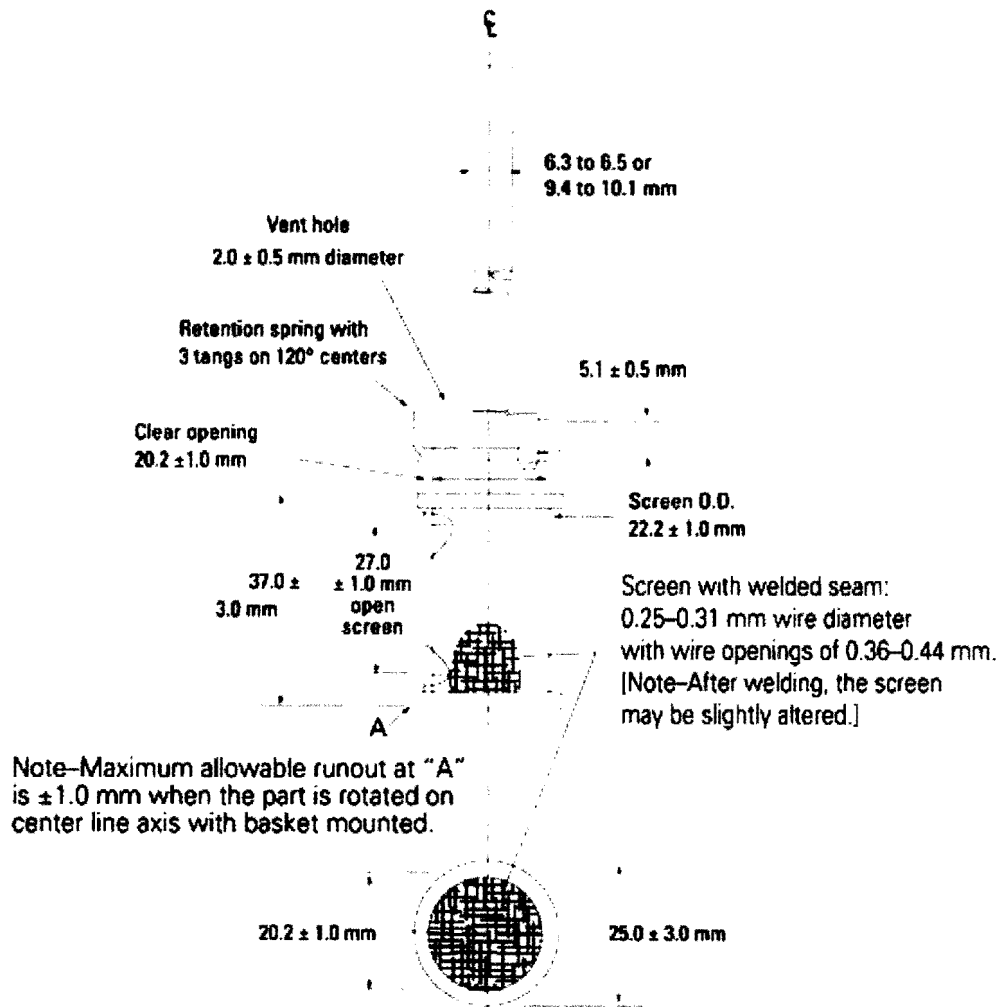 ℄
6.3 to 6.5 or
9.4 to 10.1 mm
Vent hole
2.0 ± 0.5 mm diameter
Retention spring with
3 tangs on 120° centers
5.1 ± 0.5 mm
Clear opening
20.2 ±1.0 mm
Screen O.D.
22.2 ± 1.0 mm
27.0
± 1.0 mm
open
screen
37.0 ±
3.0 mm
Screen with welded seam:
0.25–0.31 mm wire diameter
with wire openings of 0.36–0.44 mm.
[Note–After welding, the screen
may be slightly altered.]
A
Note–Maximum allowable runout at “A”
is ±1.0 mm when the part is rotated on
center line axis with basket mounted.
20.2 ± 1.0 mm
25.0 ± 3.0 mm